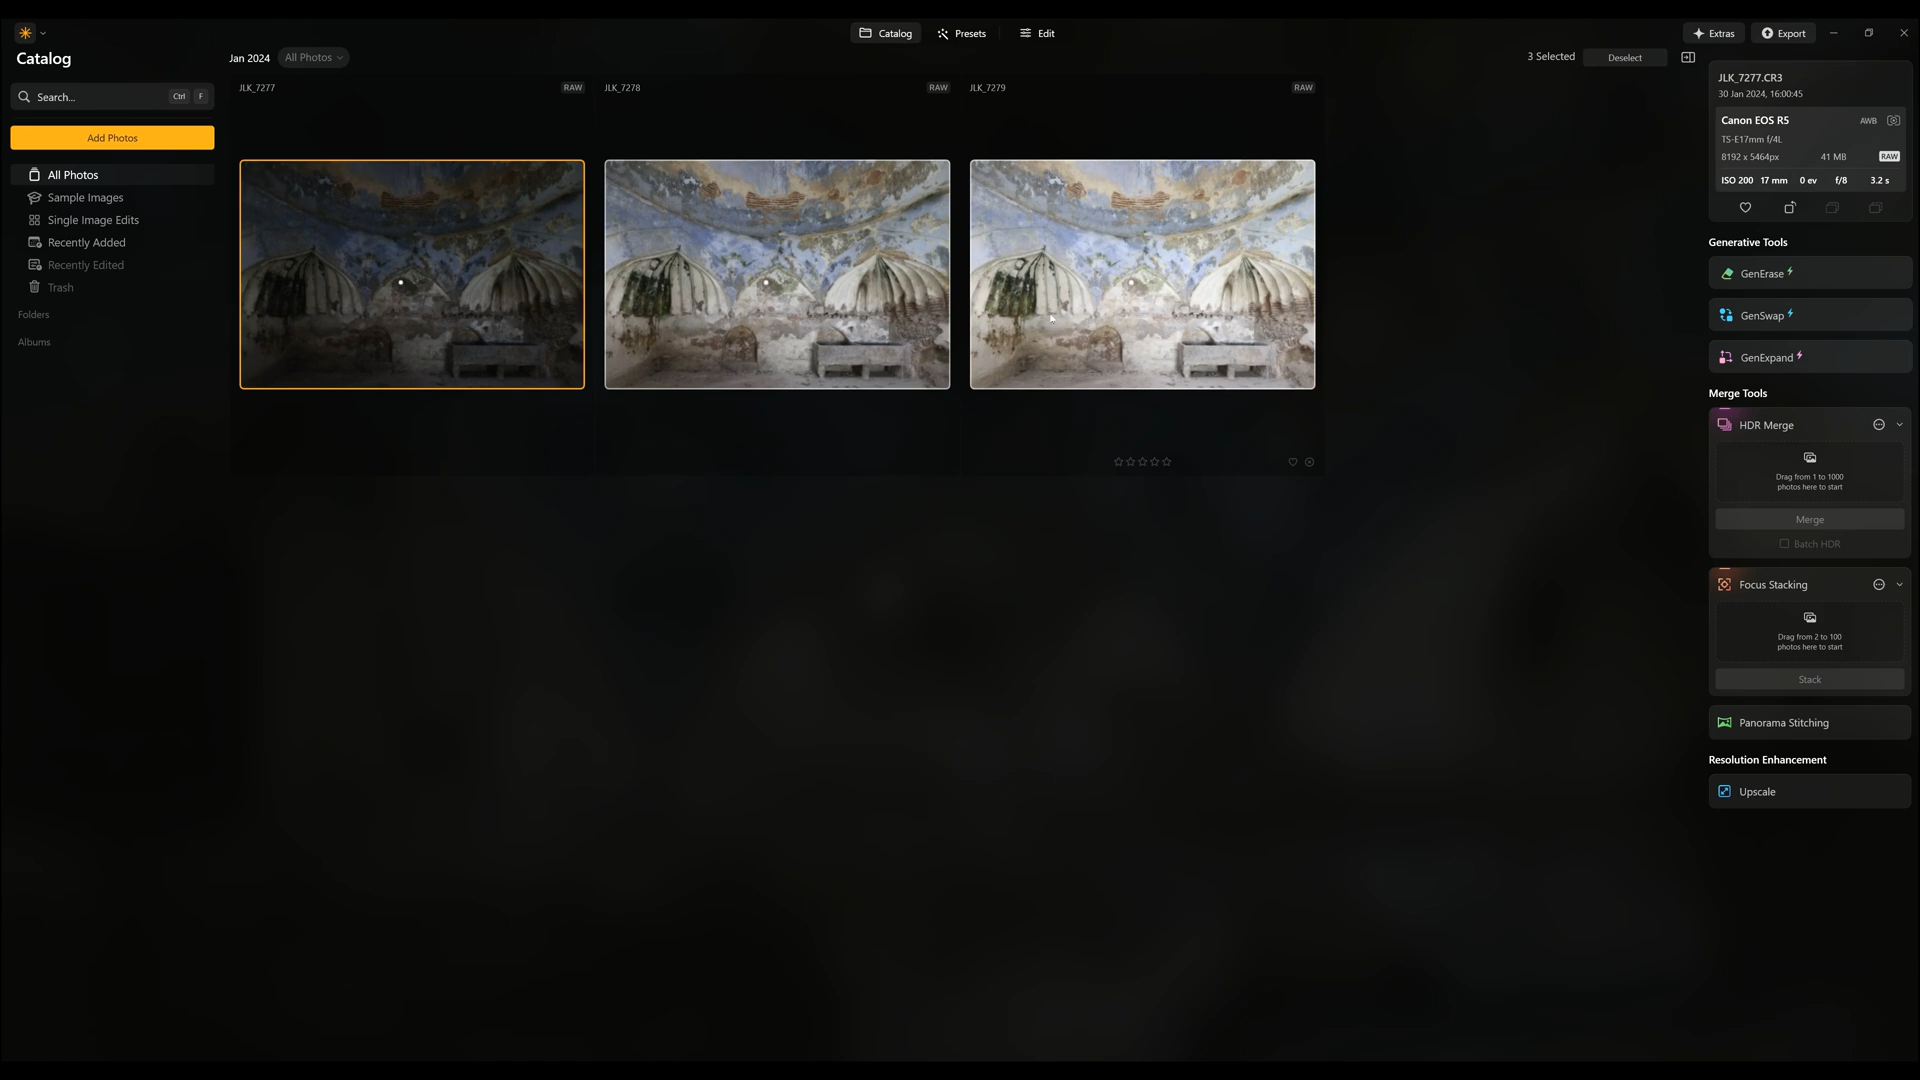 Catalog
Presets
Edit
Extras
Export
Catalog
Jan 2024
All Photos
3 Selected
Deselect
Search...
Ctrl
F
Add Photos
All Photos
Sample Images
Single Image Edits
Recently Added
Recently Edited
Trash
Folders
Albums
JLK_7277
RAW
JLK_7278
RAW
JLK_7279
RAW
JLK_7277.CR3
30 Jan 2024, 16:00:45
Canon EOS R5
AWB
TS-E17mm f/4L
8192 x 5464px
41 MB
RAW
ISO 200
17 mm
0 ev
f/8
3.2 s
Generative Tools
GenErase
GenSwap
GenExpand
Merge Tools
HDR Merge
Drag from 1 to 1000
photos here to start
Merge
Batch HDR
Focus Stacking
Drag from 2 to 100
photos here to start
Stack
Panorama Stitching
Resolution Enhancement
Upscale